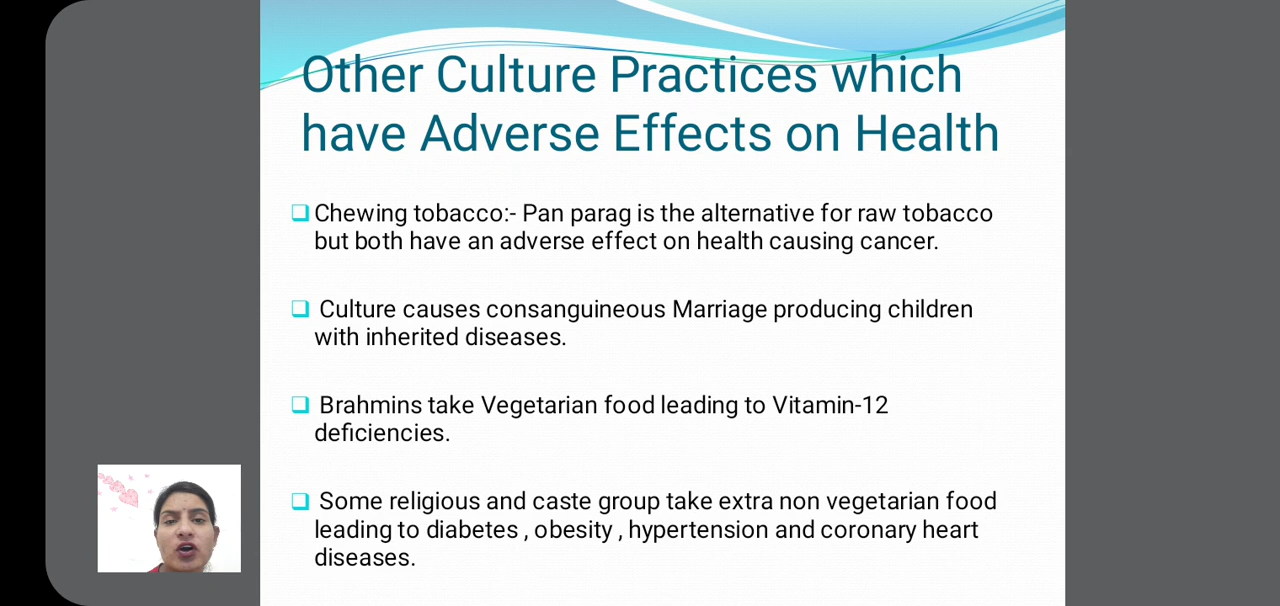 Other Culture Practices which
have Adverse Effects on Health
Chewing tobacco:- Pan parag is the alternative for raw tobacco
but both have an adverse effect on health causing cancer.
Culture causes consanguineous Marriage producing children
with inherited diseases.
Brahmins take Vegetarian food leading to Vitamin-12
deficiencies.
Some religious and caste group take extra non vegetarian food
leading to diabetes , obesity , hypertension and coronary heart
diseases.